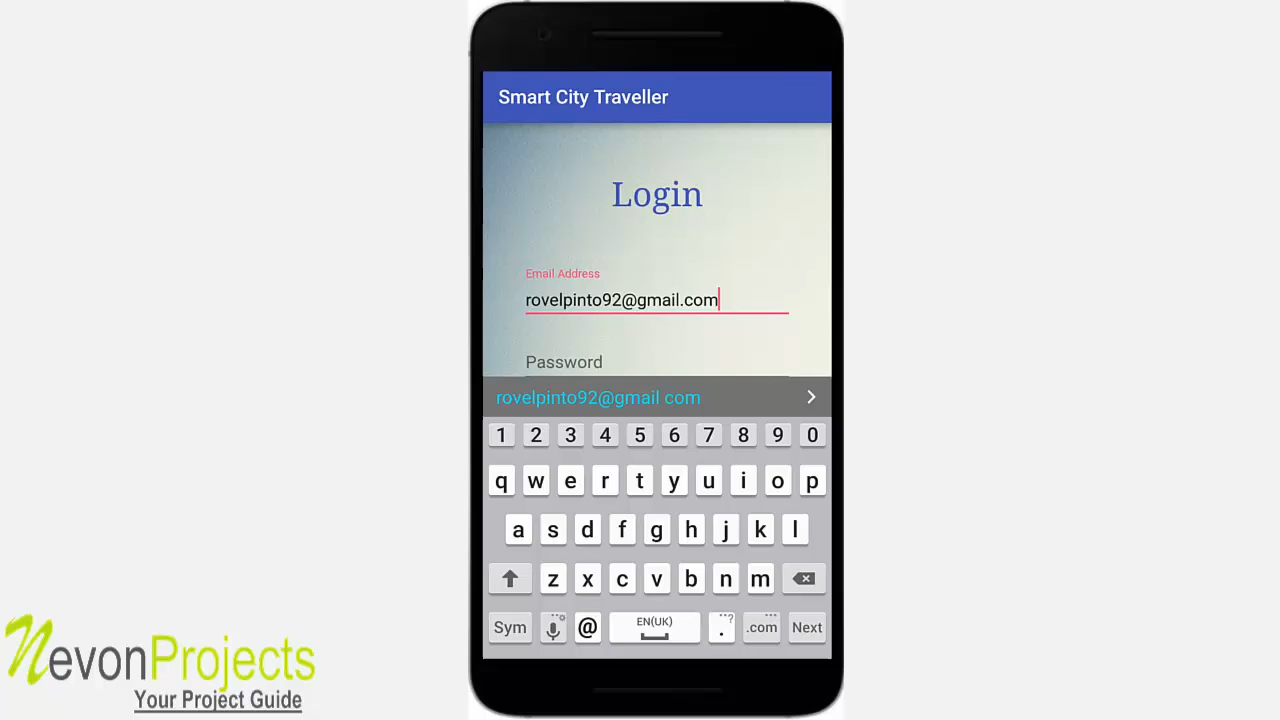 Smart City Traveller
Login
Email Address
rovelpinto92@gmail.com
Password
rovelpinto92@gmail com
1 2 3 4 5 6 7 8 9 0
q w e r t y u i o p
a s d f g h j k l
z x c v b n m
Sym @ EN(UK) . ? .com Next
NevonProjects
Your Project Guide